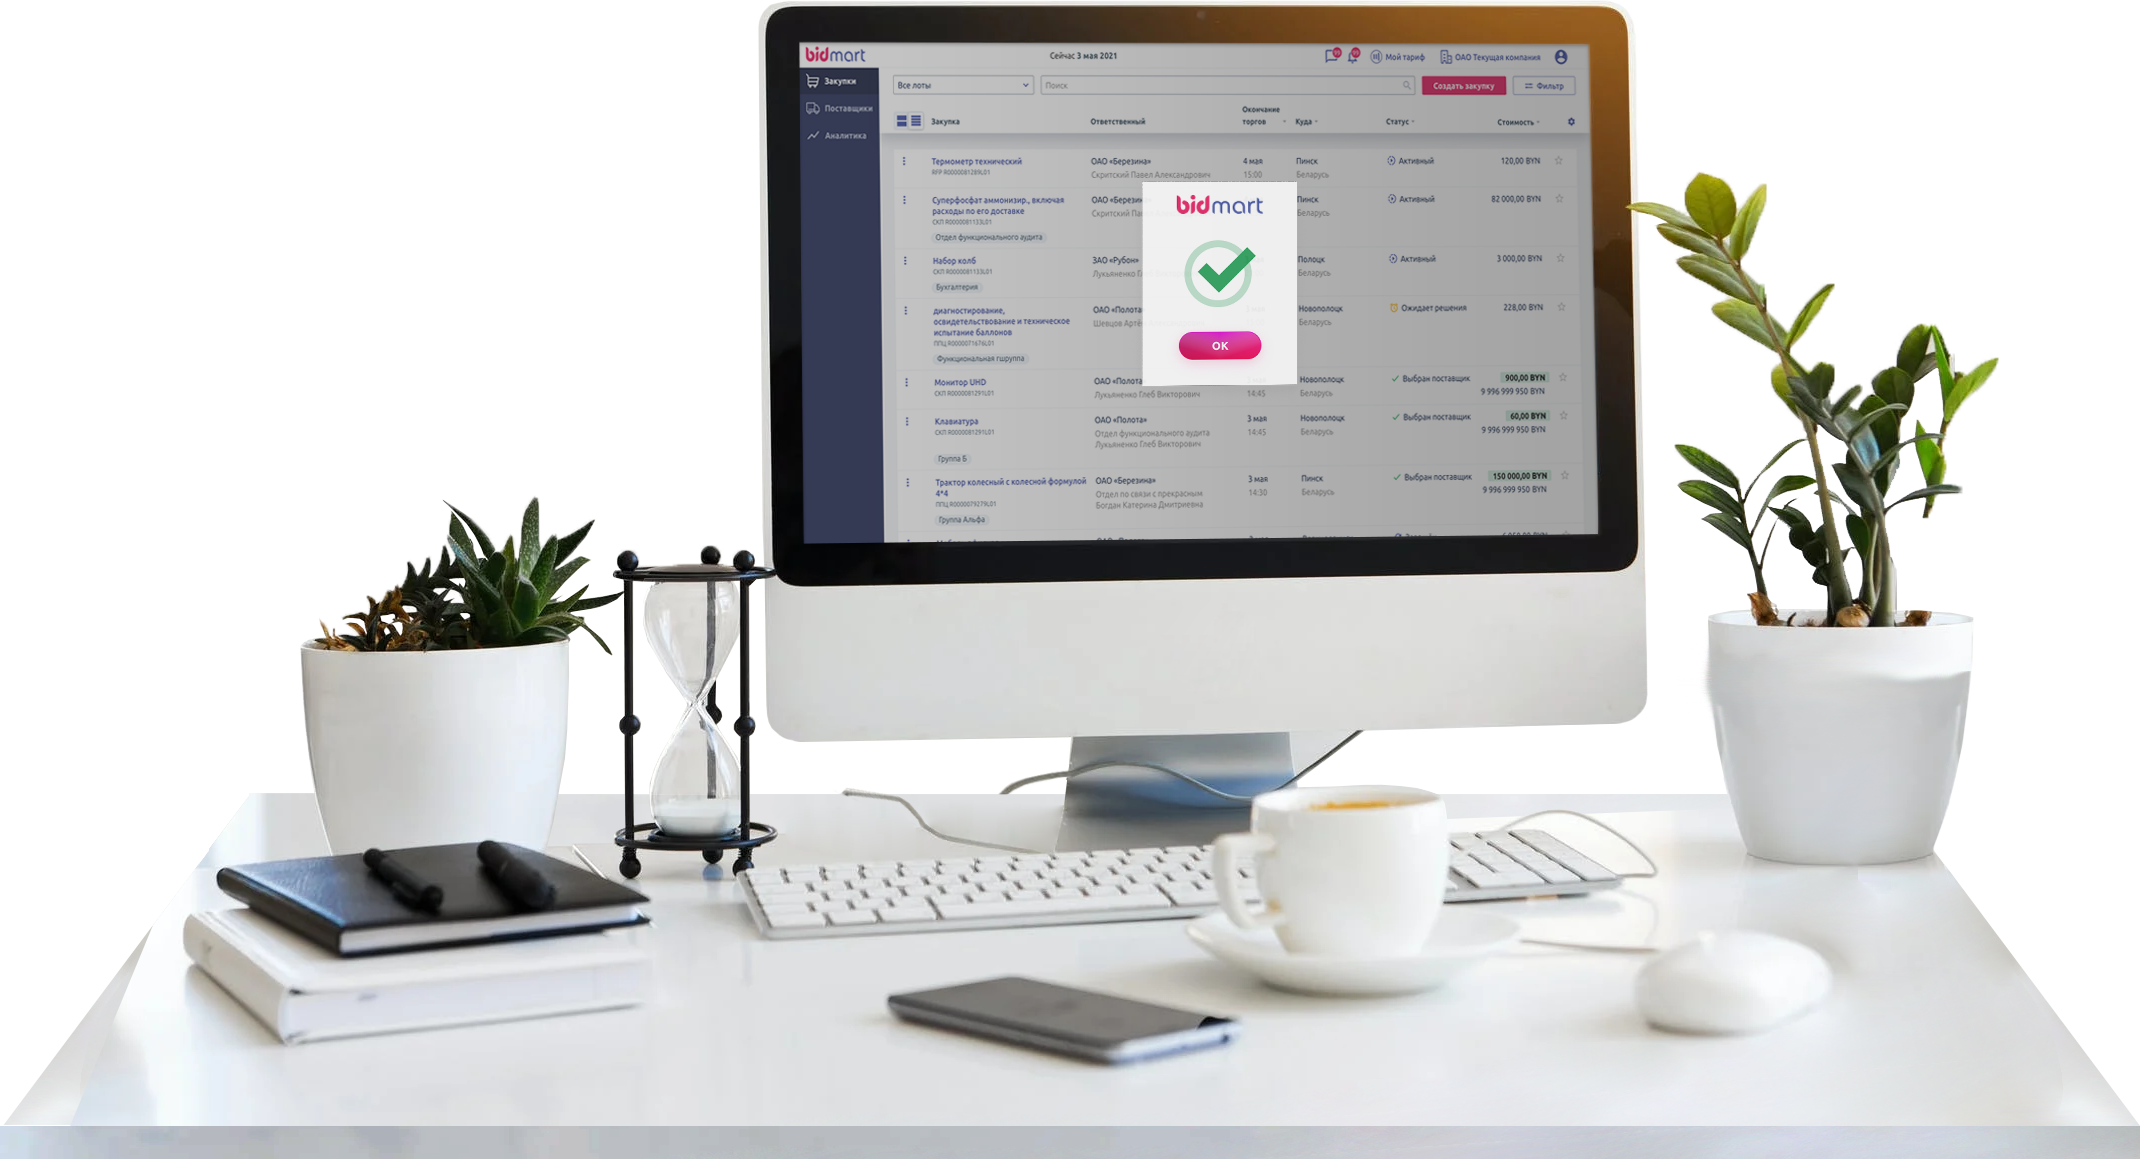 bidmart
Сейчас 3 мая 2021
99
99
Мой тариф
ОАО Текущая компания
Закупки
Поставщики
Аналитика
Все лоты
Поиск
Создать закупку
Фильтр
Закупка
Ответственный
Окончание
торгов
Куда
Статус
Стоимость
Термометр технический
RFP R0000081289L01
ОАО «Березина»
Скритский Павел Александрович
4 мая
15:00
Пинск
Беларусь
Активный
120,00 BYN
Суперфосфат аммонизир., включая
расходы по его доставке
СКП R0000081133L01
Отдел функционального аудита
ОАО «Березин
Скритский Па
Пинск
Беларусь
Активный
82 000,00 BYN
Набор колб
СКП R0000081133L01
Бухгалтерия
ЗАО «Рубон»
Лукьяненко Г
Полоцк
Беларусь
Активный
3 000,00 BYN
диагностирование,
освидетельствование и техническое
испытание баллонов
ППЦ R0000071676L01
Функциональная гшруппа
ОАО «Полота
Шевцов Артё
Новополоцк
Беларусь
Ожидает решения
228,00 BYN
Монитор UHD
СКП R0000081291L01
ОАО «Полота
Лукьяненко Глеб Викторович
14:45
Новополоцк
Беларусь
Выбран поставщик
900,00 BYN
9 996 999 950 BYN
Клавиатура
СКП R0000081291L01
Группа Б
ОАО «Полота»
Отдел функционального аудита
Лукьяненко Глеб Викторович
3 мая
14:45
Новополоцк
Беларусь
Выбран поставщик
60,00 BYN
9 996 999 950 BYN
Трактор колесный с колесной формулой
4*4
ППЦ R0000079279L01
Группа Альфа
ОАО «Березина»
Отдел по связи с прекрасным
Богдан Катерина Дмитриевна
3 мая
14:30
Пинск
Беларусь
Выбран поставщик
150 000,00 BYN
9 996 999 950 BYN
bidmart
OK